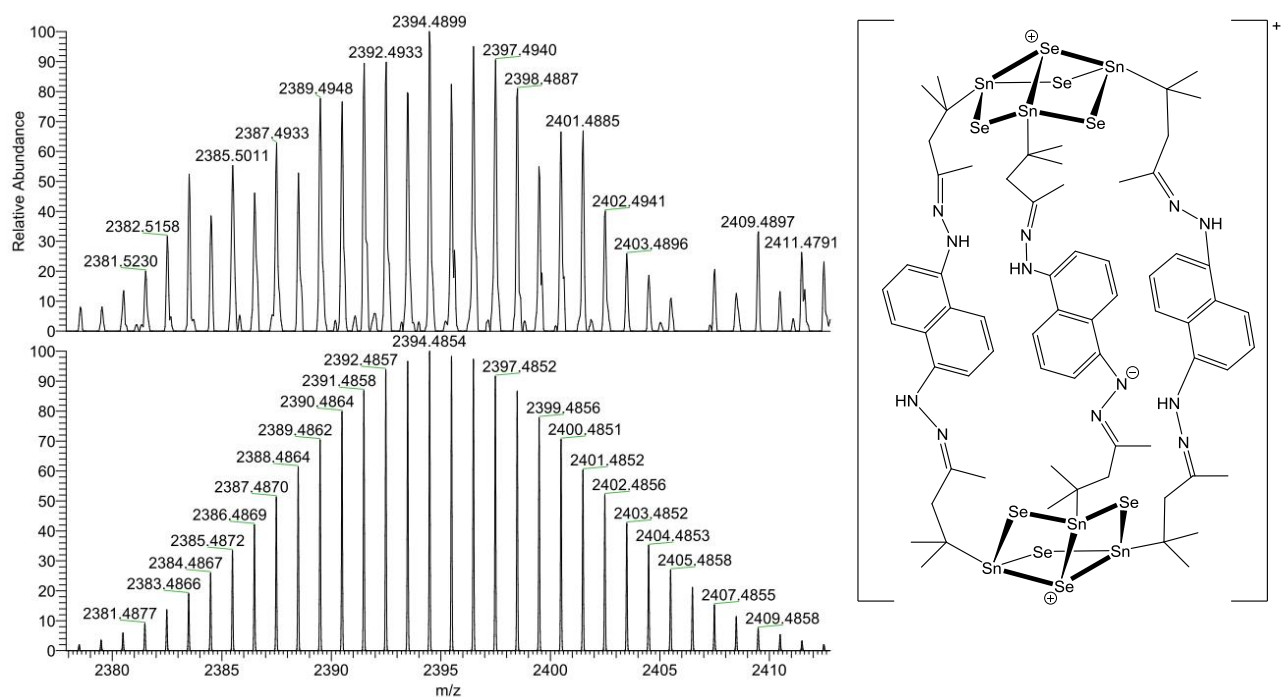 2394.4899
2392.4933
2397.4940
2398.4887
2389.4948
2401.4885
2387.4933
2385.5011
2402.4941
2382.5158
2409.4897
2403.4896
2411.4791
2381.5230
100
90
80
70
60
50
40
30
20
10
0
Relative Abundance
2394.4854
2392.4857
2397.4852
2391.4858
2390.4864
2399.4856
2389.4862
2400.4851
2388.4864
2401.4852
2387.4870
2402.4856
2386.4869
2403.4852
2385.4872
2404.4853
2384.4867
2405.4858
2383.4866
2407.4855
2381.4877
2409.4858
100
90
80
70
60
50
40
30
20
10
0
2380 2385 2390 2395 2400 2405 2410
m/z
+
⊕
Se
Sn
Sn
Se
Sn
Se
Se
N
N
N
NH
N
NH
HN
⊖
N
HN
HN
N
N
N
N
Se
Se
Sn
Se
Sn
Sn
Se
⊕